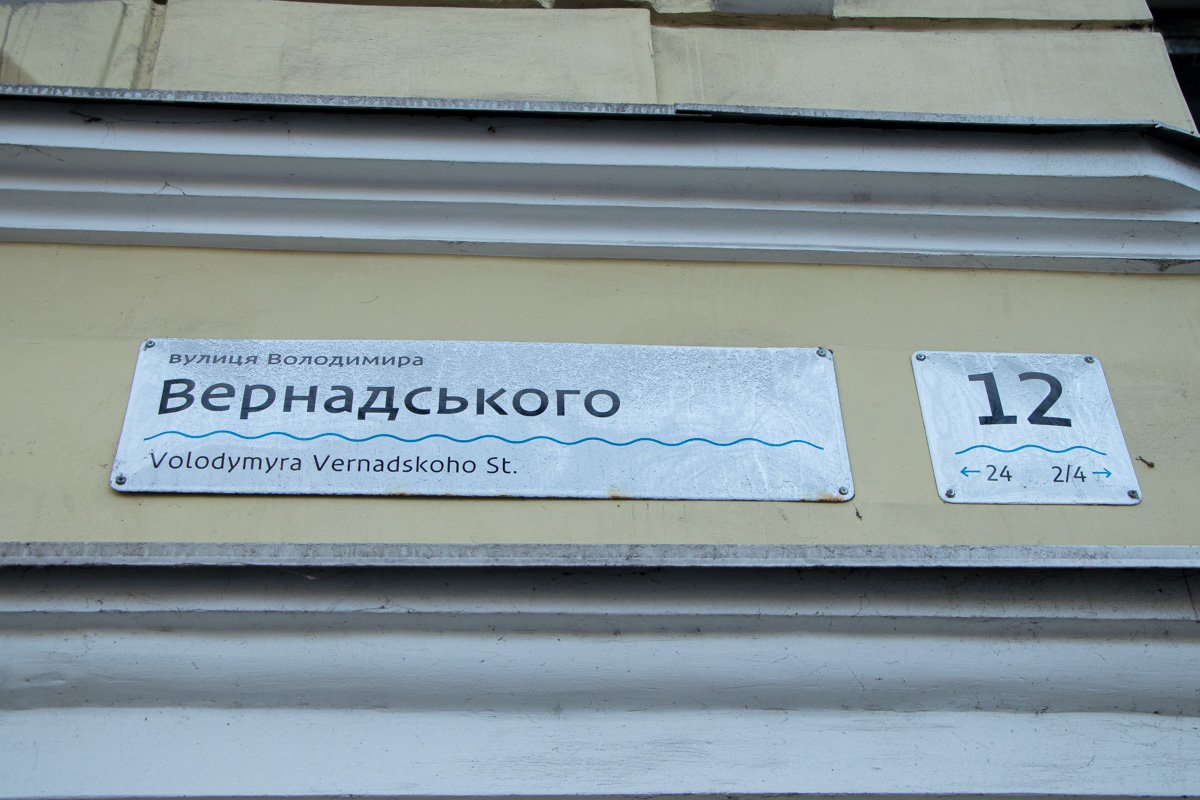 вулиця Володимира
Вернадського
Volodymyra Vernadskoho St.
12
←24 2/4→